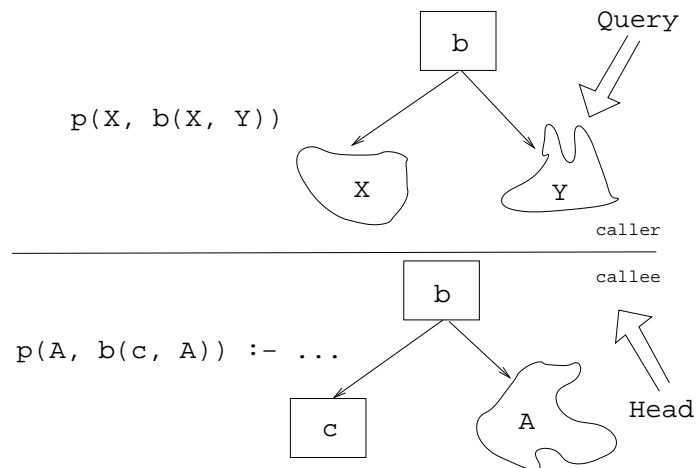 Query
b
p(X, b(X, Y))
X
Y
caller
callee
b
p(A, b(c, A)) :- ...
c
A
Head